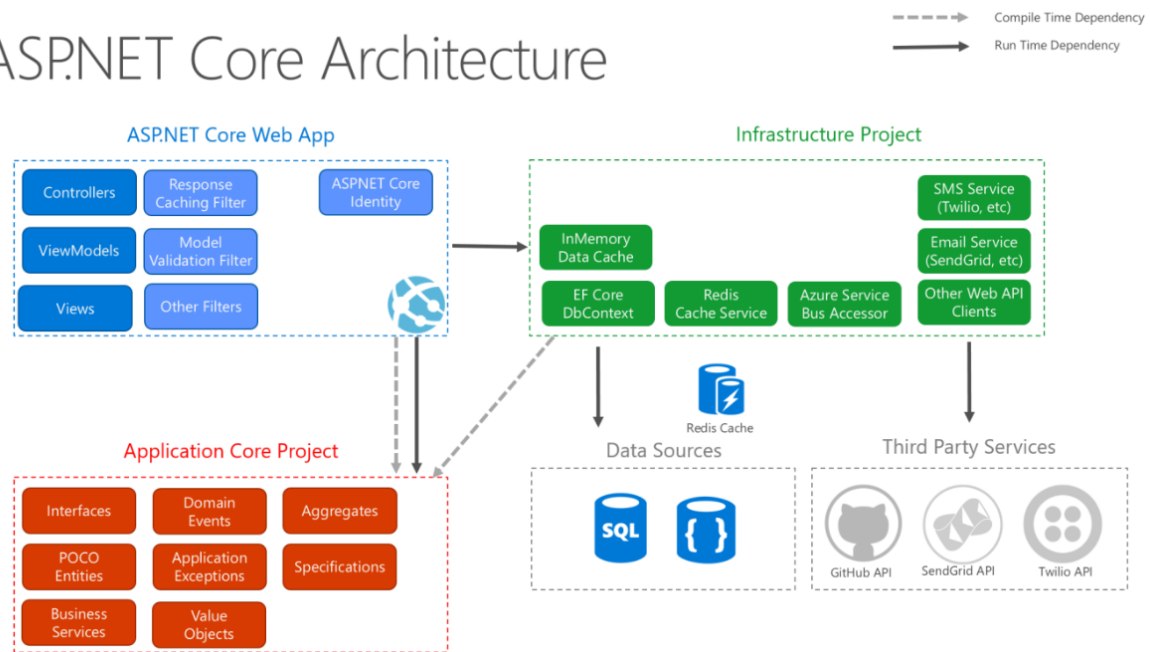 Compile Time Dependency
Run Time Dependency
ASP.NET Core Architecture
ASP.NET Core Web App
Controllers
Response
Caching Filter
ASP.NET Core
Identity
ViewModels
Model
Validation Filter
Views
Other Filters
Infrastructure Project
SMS Service
(Twilio, etc)
InMemory
Data Cache
Email Service
(SendGrid, etc)
EF Core
DbContext
Redis
Cache Service
Azure Service
Bus Accessor
Other Web API
Clients
Redis Cache
Application Core Project
Interfaces
Domain
Events
Aggregates
POCO
Entities
Application
Exceptions
Specifications
Business
Services
Value
Objects
Data Sources
SQL
{ }
Third Party Services
GitHub API
SendGrid API
Twilio API